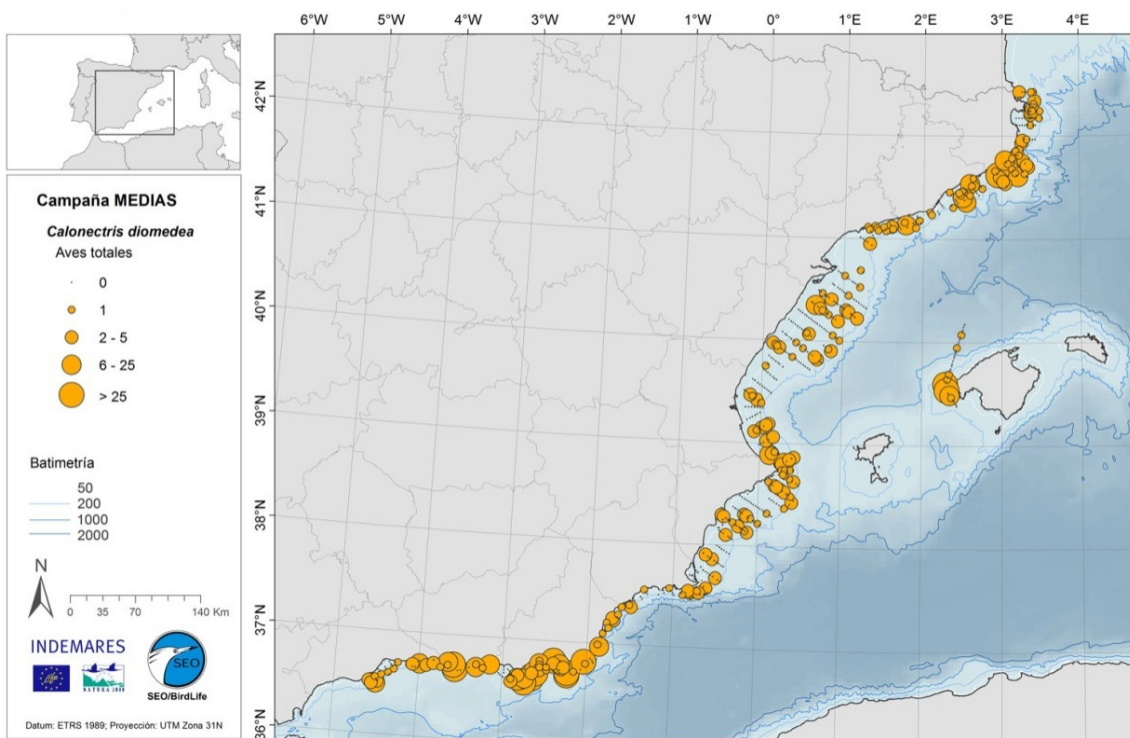 6°W 5°W 4°W 3°W 2°W 1°W 0° 1°E 2°E 3°E 4°E
42°N
41°N
40°N
39°N
38°N
37°N
36°N
Campaña MEDIAS
Calonectris diomedea
Aves totales
0
1
2 - 5
6 - 25
> 25
Batimetría
50
200
1000
2000
N
0 35 70 140 Km
INDEMARES
SEO
NATURA 2000
SEO/BirdLife
Datum: ETRS 1989; Proyección: UTM Zona 31N